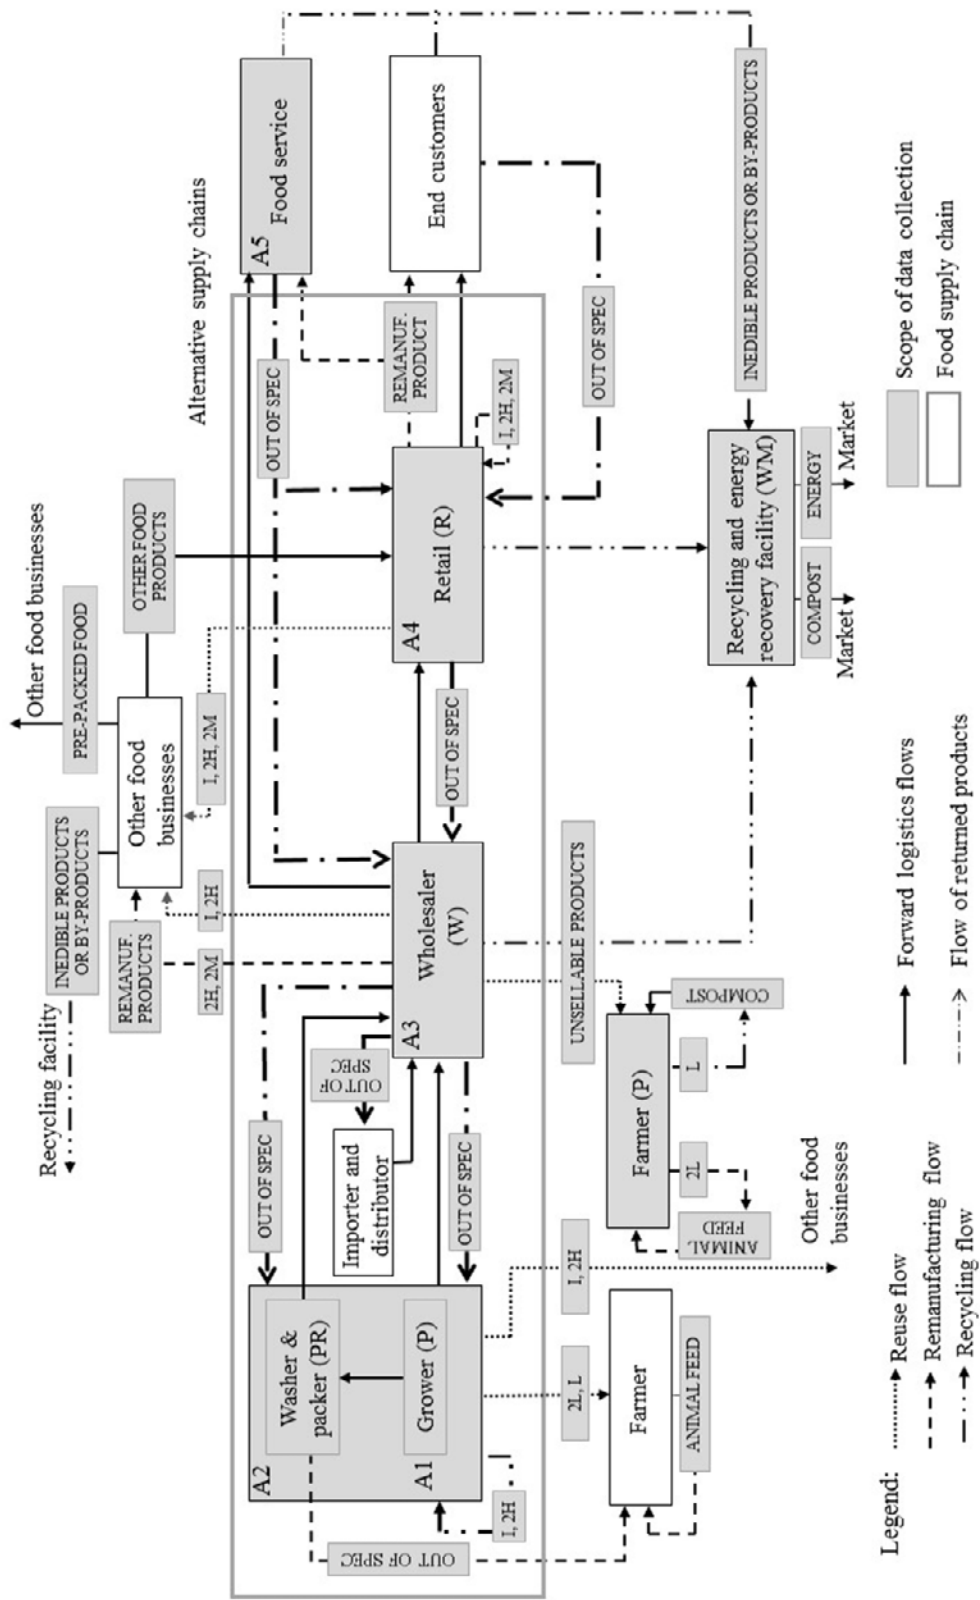 Other food businesses
Recycling facility
INEDIBLE PRODUCTS
OR BY-PRODUCTS
PRE-PACKED FOOD
Alternative supply chains
REMANUF.
PRODUCTS
Other food
businesses
OTHER FOOD
PRODUCTS
2H, 2M
I, 2H
I, 2H, 2M
A5
Food service
OUT OF SPEC
OUT OF SPEC
A2
Washer &
packer (PR)
A1
Grower (P)
Importer and
distributor
OUT OF
SPEC
A3
Wholesaler
(W)
A4
Retail (R)
REMANUF.
PRODUCT
End customers
OUT OF SPEC
OUT OF SPEC
I, 2H, 2M
I, 2H
OUT OF SPEC
OUT OF SPEC
2L, L
I, 2H
UNSELLABLE PRODUCTS
Farmer
ANIMAL FEED
Farmer (P)
2L
L
ANIMAL
FEED
COMPOST
Other food
businesses
Recycling and energy
recovery facility (WM)
COMPOST
ENERGY
Market
Market
INEDIBLE PRODUCTS OR BY-PRODUCTS
Legend:
Reuse flow
Remanufacturing flow
Recycling flow
Forward logistics flows
Flow of returned products
Scope of data collection
Food supply chain